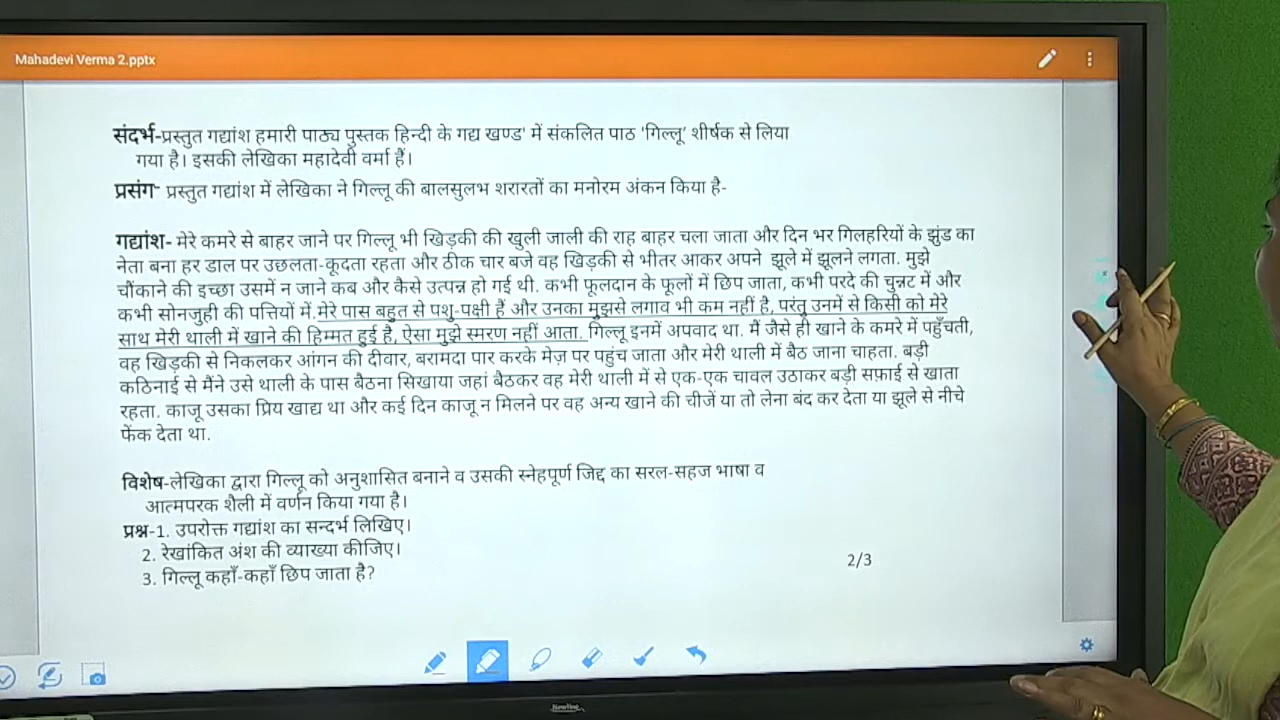 Mahadevi Verma 2.pptx
संदर्भ-प्रस्तुत गद्यांश हमारी पाठ्य पुस्तक हिन्दी के गद्य खण्ड' में संकलित पाठ 'गिल्लू' शीर्षक से लिया
गया है। इसकी लेखिका महादेवी वर्मा हैं।
प्रसंग- प्रस्तुत गद्यांश में लेखिका ने गिल्लू की बालसुलभ शरारतों का मनोरम अंकन किया है-
गद्यांश- मेरे कमरे से बाहर जाने पर गिल्लू भी खिड़की की खुली जाली की राह बाहर चला जाता और दिन भर गिलहरियों के झुंड का
नेता बना हर डाल पर उछलता-कूदता रहता और ठीक चार बजे वह खिड़की से भीतर आकर अपने झूले में झूलने लगता. मुझे
चौंकाने की इच्छा उसमें न जाने कब और कैसे उत्पन्न हो गई थी. कभी फूलदान के फूलों में छिप जाता, कभी परदे की चुन्नट में और
कभी सोनजुही की पत्तियों में.मेरे पास बहुत से पशु-पक्षी हैं और उनका मुझसे लगाव भी कम नहीं है, परंतु उनमें से किसी को मेरे
साथ मेरी थाली में खाने की हिम्मत हुई है, ऐसा मुझे स्मरण नहीं आता. गिल्लू इनमें अपवाद था. मैं जैसे ही खाने के कमरे में पहुँचती,
वह खिड़की से निकलकर आंगन की दीवार, बरामदा पार करके मेज़ पर पहुंच जाता और मेरी थाली में बैठ जाना चाहता. बड़ी
कठिनाई से मैंने उसे थाली के पास बैठना सिखाया जहां बैठकर वह मेरी थाली में से एक-एक चावल उठाकर बड़ी सफ़ाई से खाता
रहता. काजू उसका प्रिय खाद्य था और कई दिन काजू न मिलने पर वह अन्य खाने की चीजें या तो लेना बंद कर देता या झूले से नीचे
फेंक देता था.
विशेष-लेखिका द्वारा गिल्लू को अनुशासित बनाने व उसकी स्नेहपूर्ण जिद्द का सरल-सहज भाषा व
आत्मपरक शैली में वर्णन किया गया है।
प्रश्न-1. उपरोक्त गद्यांश का सन्दर्भ लिखिए।
2. रेखांकित अंश की व्याख्या कीजिए।
3. गिल्लू कहाँ-कहाँ छिप जाता है?
2/3
Newline